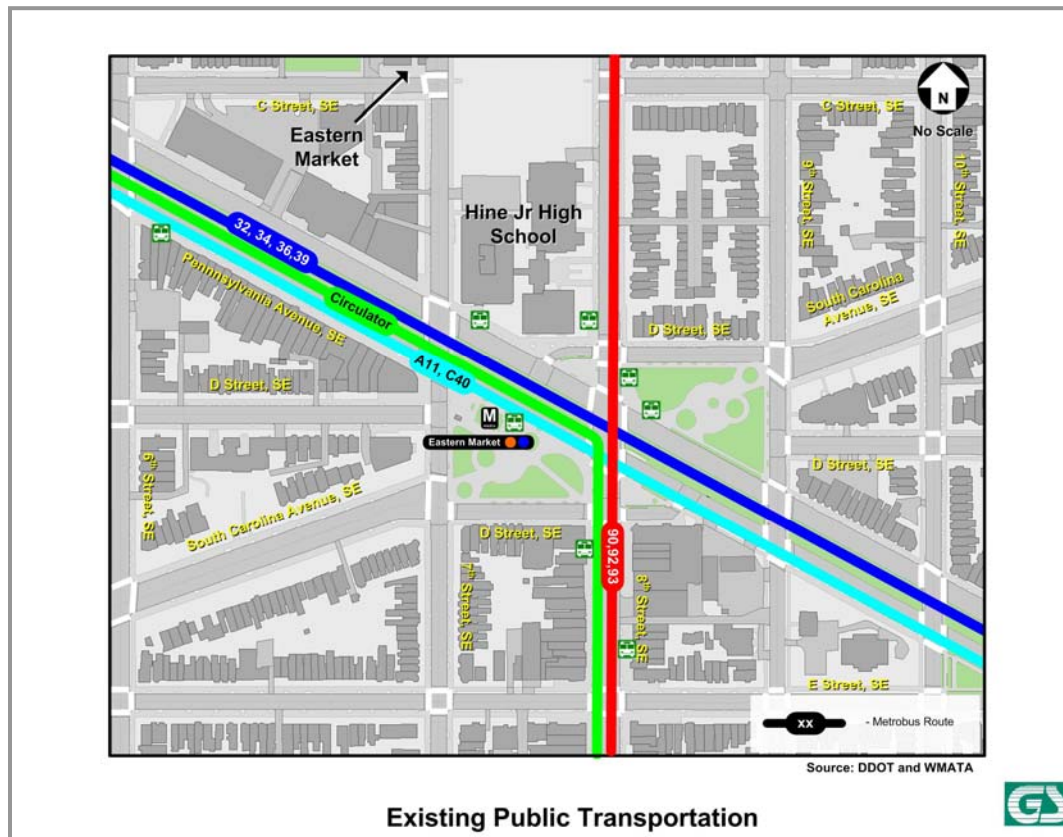 C Street, SE
Eastern
Market
N
No Scale
C Street, SE
9th Street, SE
10th Street, SE
Hine Jr High
School
32, 34, 36,39
Pennnsylvania Avenue, SE
Circulator
South Carolina
Avenue, SE
D Street, SE
A11, C40
D Street, SE
M
Eastern Market
6th Street, SE
South Carolina Avenue, SE
D Street, SE
D Street, SE
90,92,93
7th Street, SE
8th Street, SE
E Street, SE
xx
- Metrobus Route
Source: DDOT and WMATA
Existing Public Transportation